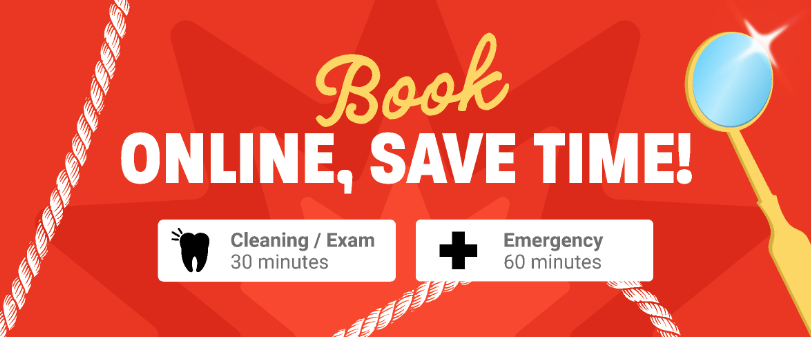 Book
ONLINE, SAVE TIME!
Cleaning / Exam
30 minutes
Emergency
60 minutes